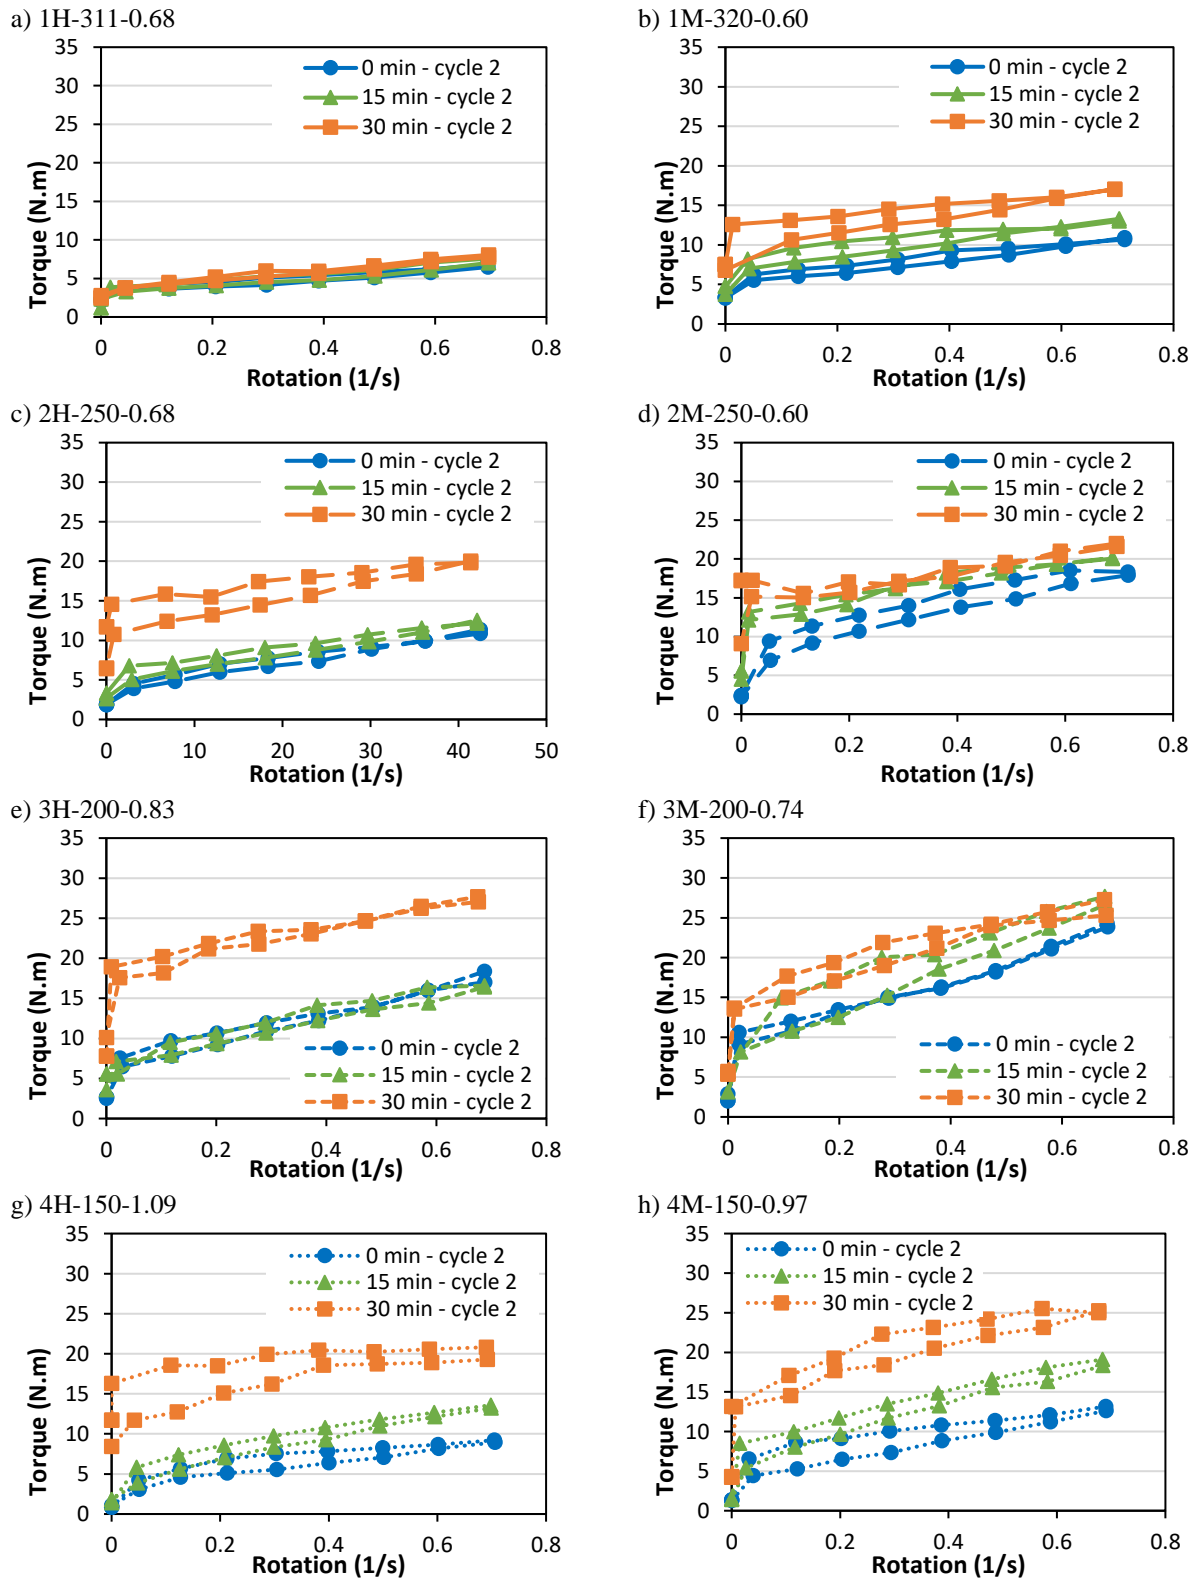 a) 1H-311-0.68
35
30
25
20
15
10
5
0
Torque (N.m)
0 min - cycle 2
15 min - cycle 2
30 min - cycle 2
0 0.2 0.4 0.6 0.8
Rotation (1/s)
b) 1M-320-0.60
35
30
25
20
15
10
5
0
Torque (N.m)
0 min - cycle 2
15 min - cycle 2
30 min - cycle 2
0 0.2 0.4 0.6 0.8
Rotation (1/s)
c) 2H-250-0.68
35
30
25
20
15
10
5
0
Torque (N.m)
0 min - cycle 2
15 min - cycle 2
30 min - cycle 2
0 10 20 30 40 50
Rotation (1/s)
d) 2M-250-0.60
35
30
25
20
15
10
5
0
Torque (N.m)
0 min - cycle 2
15 min - cycle 2
30 min - cycle 2
0 0.2 0.4 0.6 0.8
Rotation (1/s)
e) 3H-200-0.83
35
30
25
20
15
10
5
0
Torque (N.m)
0 min - cycle 2
15 min - cycle 2
30 min - cycle 2
0 0.2 0.4 0.6 0.8
Rotation (1/s)
f) 3M-200-0.74
35
30
25
20
15
10
5
0
Torque (N.m)
0 min - cycle 2
15 min - cycle 2
30 min - cycle 2
0 0.2 0.4 0.6 0.8
Rotation (1/s)
g) 4H-150-1.09
35
30
25
20
15
10
5
0
Torque (N.m)
0 min - cycle 2
15 min - cycle 2
30 min - cycle 2
0 0.2 0.4 0.6 0.8
Rotation (1/s)
h) 4M-150-0.97
35
30
25
20
15
10
5
0
Torque (N.m)
0 min - cycle 2
15 min - cycle 2
30 min - cycle 2
0 0.2 0.4 0.6 0.8
Rotation (1/s)